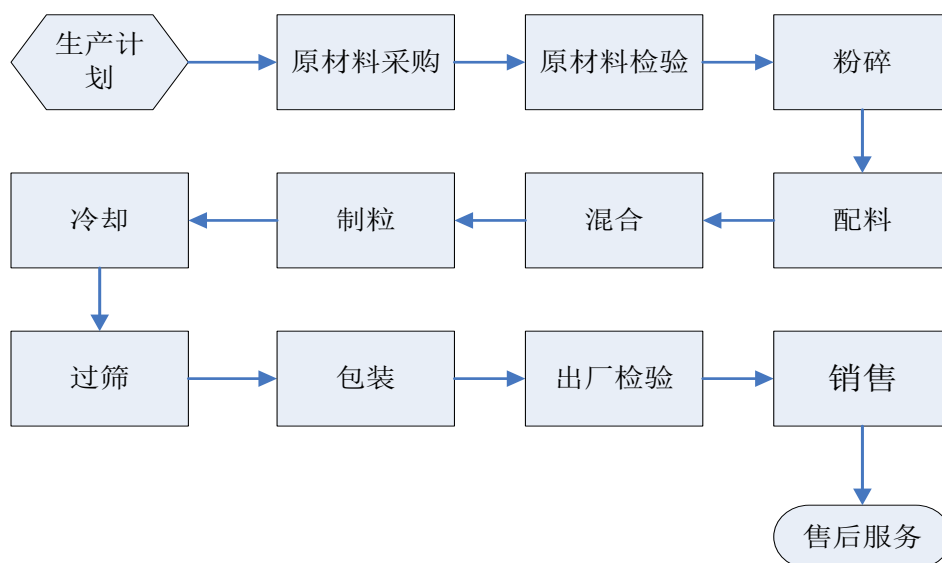 生产计
划
原材料采购
原材料检验
粉碎
配料
混合
制粒
冷却
过筛
包装
出厂检验
销售
售后服务